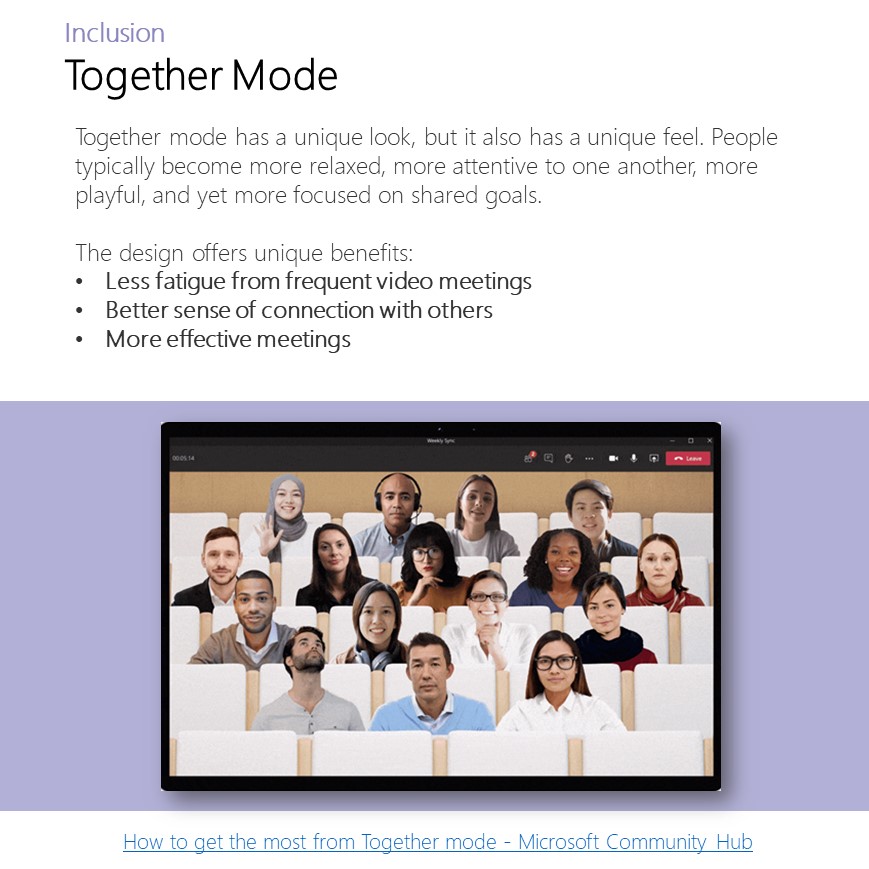 Inclusion
Together Mode
Together mode has a unique look, but it also has a unique feel. People
typically become more relaxed, more attentive to one another, more
playful, and yet more focused on shared goals.
The design offers unique benefits:
• Less fatigue from frequent video meetings
• Better sense of connection with others
• More effective meetings
Weekly Sync
00:05:14
2
Leave
How to get the most from Together mode - Microsoft Community Hub